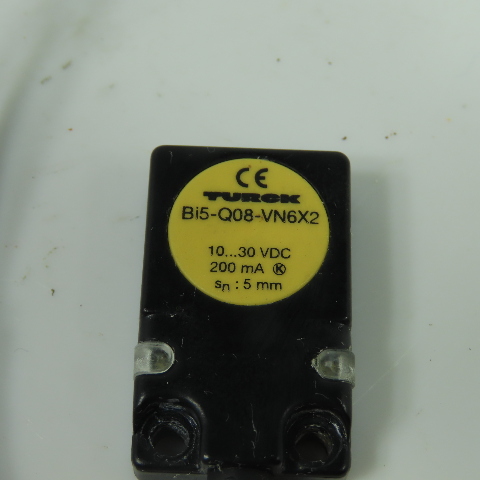 CE
TURCK
Bi5-Q08-VN6X2
10...30 VDC
200 mA Ⓚ
sn : 5 mm